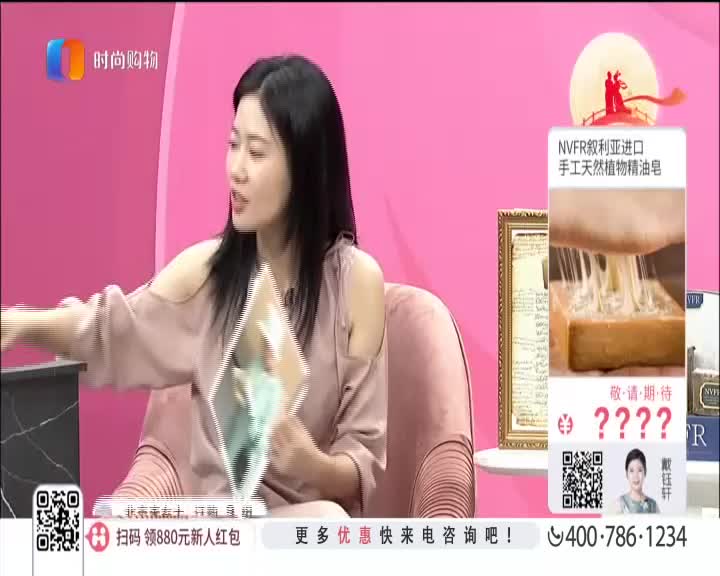 时尚购物
NVFR叙利亚进口
手工天然植物精油皂
敬·请·期·待
¥ ????
戴钰轩
扫码 领880元新人红包
更多优惠快来电咨询吧！
400-786-1234